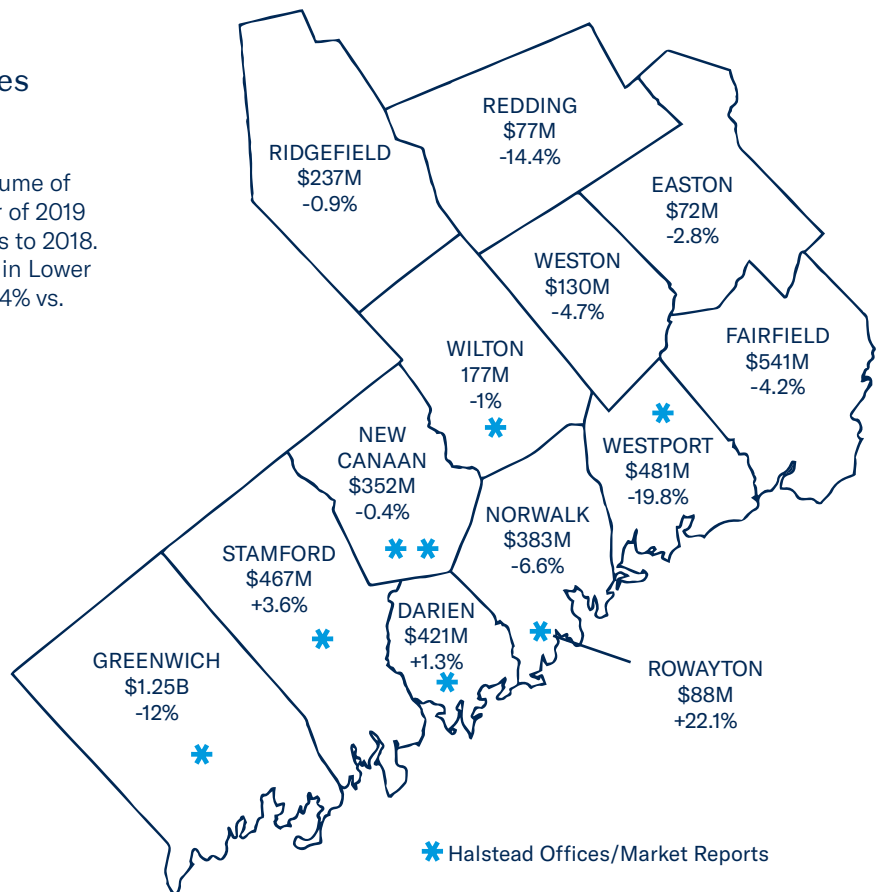 es
ume of
r of 2019
s to 2018.
in Lower
4% vs.
REDDING
$77M
-14.4%
RIDGEFIELD
$237M
-0.9%
EASTON
$72M
-2.8%
WESTON
$130M
-4.7%
FAIRFIELD
$541M
-4.2%
WILTON
177M
-1%
NEW
CANAAN
$352M
-0.4%
WESTPORT
$481M
-19.8%
NORWALK
$383M
-6.6%
STAMFORD
$467M
+3.6%
DARIEN
$421M
+1.3%
GREENWICH
$1.25B
-12%
ROWAYTON
$88M
+22.1%
Halstead Offices/Market Reports